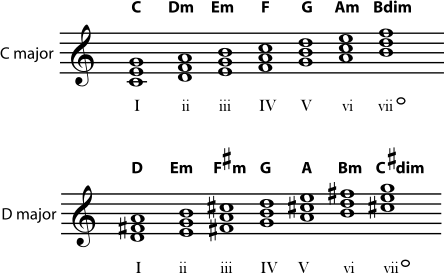 C Dm Em F G Am Bdim
C major
I ii iii IV V vi vii°
D Em F♯m G A Bm C♯dim
D major
I ii iii IV V vi vii°